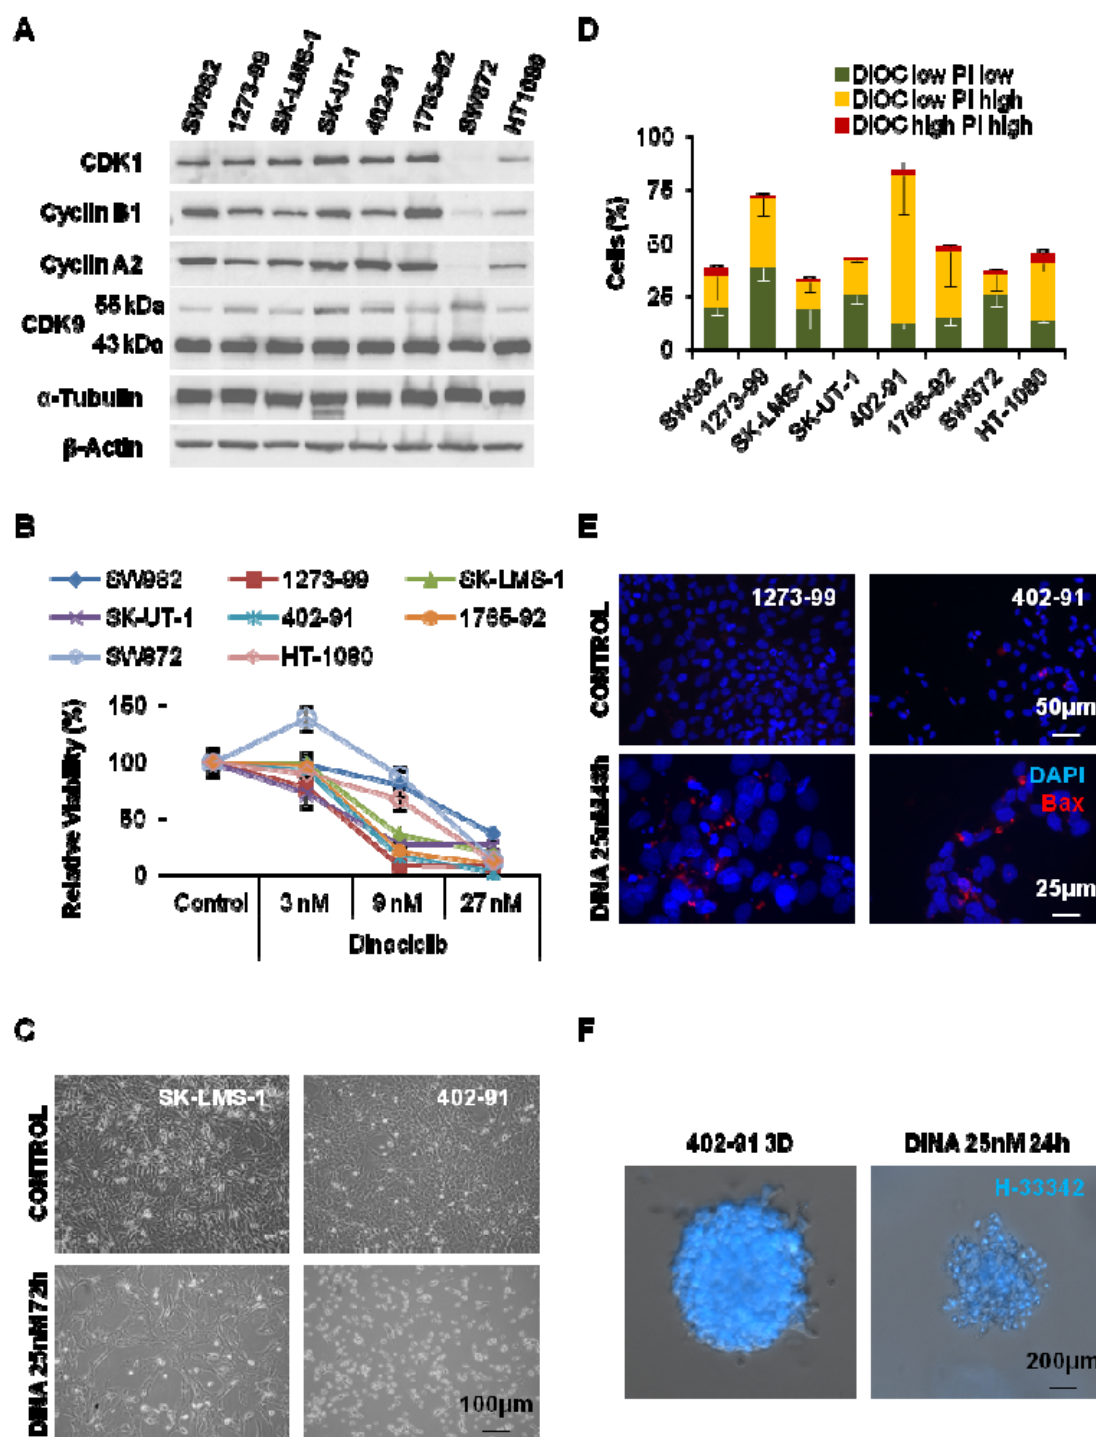 A
SW982 1273-99 SK-LMS-1 SK-UT-1 402-91 1765-92 SW872 HT1080
CDK1
Cyclin B1
Cyclin A2
CDK9
55 kDa
43 kDa
α-Tubulin
β-Actin
B
SW982 1273-99 SK-LMS-1
SK-UT-1 402-91 1765-92
SW872 HT-1080
Relative Viability (%)
150
100
50
0
Control 3 nM 9 nM 27 nM
Dinaciclib
C
SK-LMS-1 402-91
CONTROL
DINA 25nM 72h
100µm
D
DIOC low PI low
DIOC low PI high
DIOC high PI high
Cells (%)
100
75
50
25
0
SW982 1273-99 SK-LMS-1 SK-UT-1 402-91 1765-92 SW872 HT-1080
E
1273-99 402-91
CONTROL
50µm
DINA 25nM 48h
DAPI
Bax
25µm
F
402-91 3D DINA 25nM 24h
H-33342
200µm